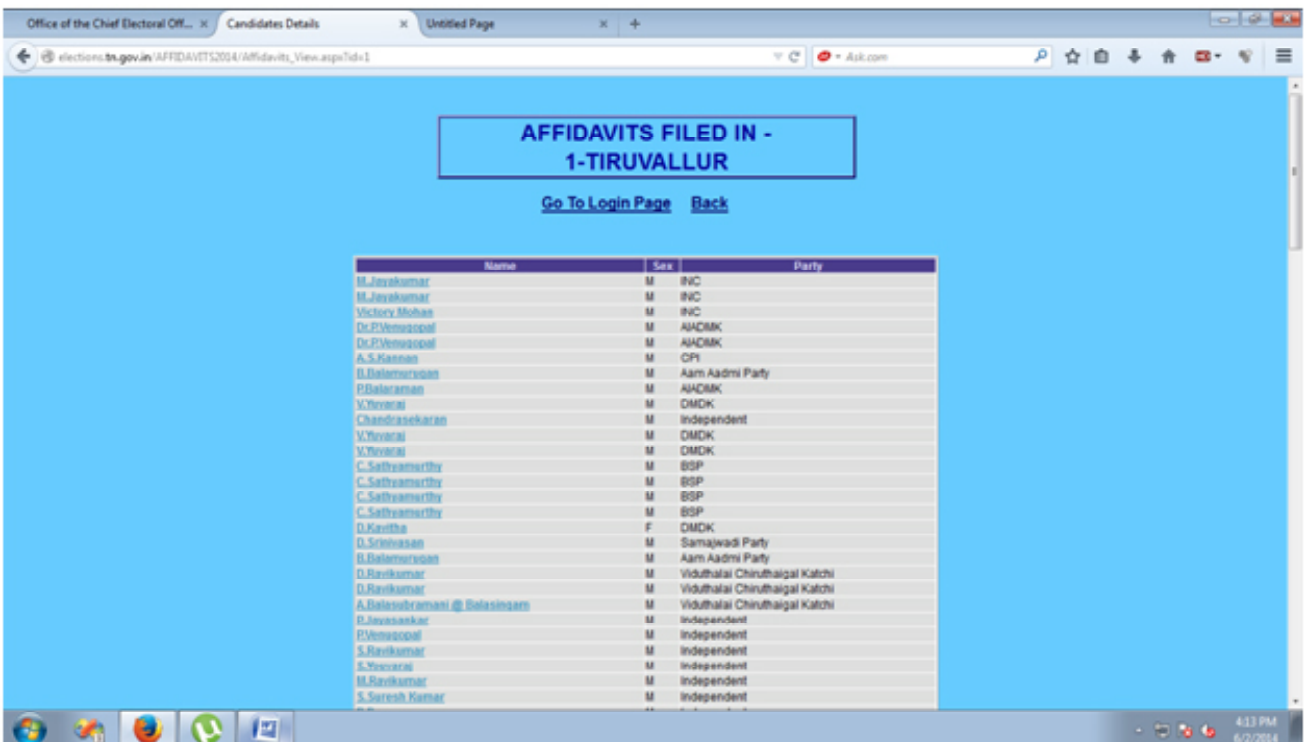 Office of the Chief Electoral Off... Candidates Details Untitled Page
elections.tn.gov.in/AFFIDAVITS2014/Affidavits_View.aspx?id=1 Ask.com
AFFIDAVITS FILED IN -
1-TIRUVALLUR
Go To Login Page Back
Name Sex Party
M.Jayakumar M INC
M.Jayakumar M INC
Victory Mohan M INC
Dr.P.Venugopal M AIADMK
Dr.P.Venugopal M AIADMK
A.S.Kannan M CPI
B.Balamurugan M Aam Aadmi Party
P.Balaraman M AIADMK
V.Yuvaraj M DMDK
Chandrasekaran M Independent
V.Yuvaraj M DMDK
V.Yuvaraj M DMDK
C.Sathyamurthy M BSP
C.Sathyamurthy M BSP
C.Sathyamurthy M BSP
C.Sathyamurthy M BSP
D.Kavitha F DMDK
D.Srinivasan M Samajwadi Party
B.Balamurugan M Aam Aadmi Party
D.Ravikumar M Viduthalai Chiruthaigal Katchi
D.Ravikumar M Viduthalai Chiruthaigal Katchi
A.Balasubramani @ Balasingam M Viduthalai Chiruthaigal Katchi
P.Jayasankar M Independent
P.Venugopal M Independent
S.Ravikumar M Independent
M Independent
M.Ravikumar M Independent
S.Suresh Kumar M Independent
4:13 PM
6/2/2014